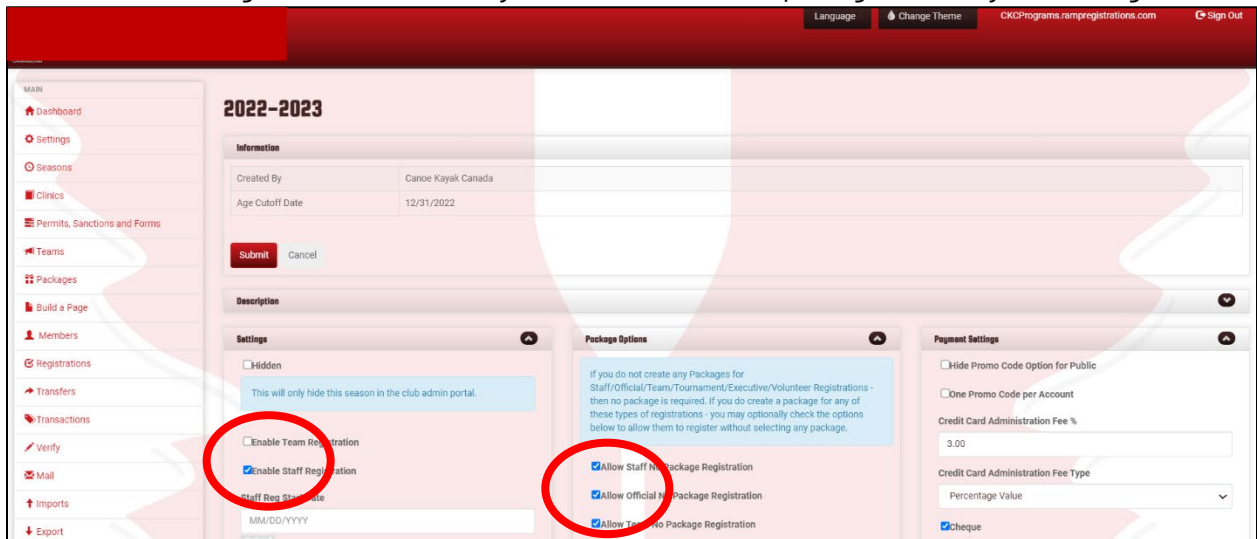 Language
Change Theme
CKCPrograms.rampregistrations.com
Sign Out
MAIN
Dashboard
Settings
Seasons
Clinics
Permits, Sanctions and Forms
Teams
Packages
Build a Page
Members
Registrations
Transfers
Transactions
Verify
Mail
Imports
Export
2022-2023
Information
Created By Canoe Kayak Canada
Age Cutoff Date 12/31/2022
Submit Cancel
Description
Settings
Hidden
This will only hide this season in the club admin portal.
Enable Team Registration
Enable Staff Registration
Staff Reg Start Date
MM/DD/YYYY
Package Options
If you do not create any Packages for
Staff/Official/Team/Tournament/Executive/Volunteer Registrations -
then no package is required. If you do create a package for any of
these types of registrations - you may optionally check the options
below to allow them to register without selecting any package.
Allow Staff No Package Registration
Allow Official No Package Registration
Allow Team No Package Registration
Payment Settings
Hide Promo Code Option for Public
One Promo Code per Account
Credit Card Administration Fee %
3.00
Credit Card Administration Fee Type
Percentage Value
Cheque